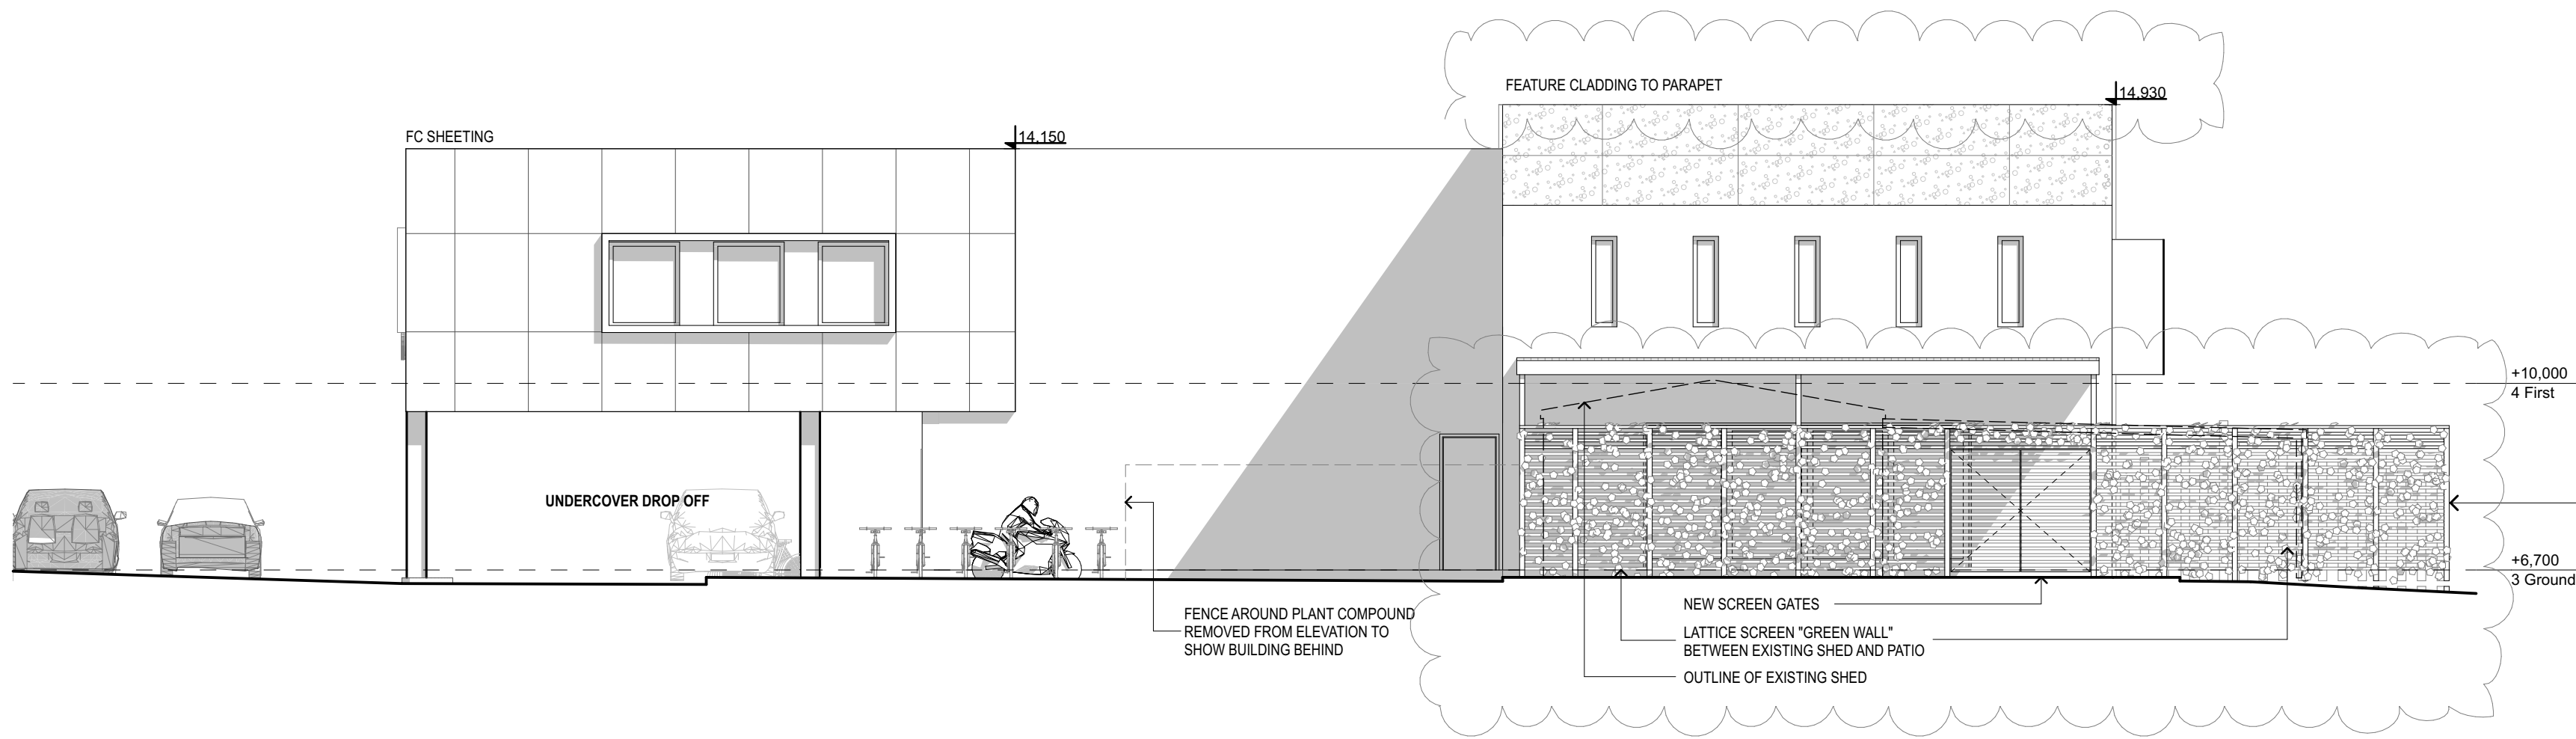 FEATURE CLADDING TO PARAPET
14,930
FC SHEETING
14,150
+10,000
4 First
UNDERCOVER DROP OFF
+6,700
3 Ground
FENCE AROUND PLANT COMPOUND
REMOVED FROM ELEVATION TO
SHOW BUILDING BEHIND
NEW SCREEN GATES
LATTICE SCREEN "GREEN WALL"
BETWEEN EXISTING SHED AND PATIO
OUTLINE OF EXISTING SHED